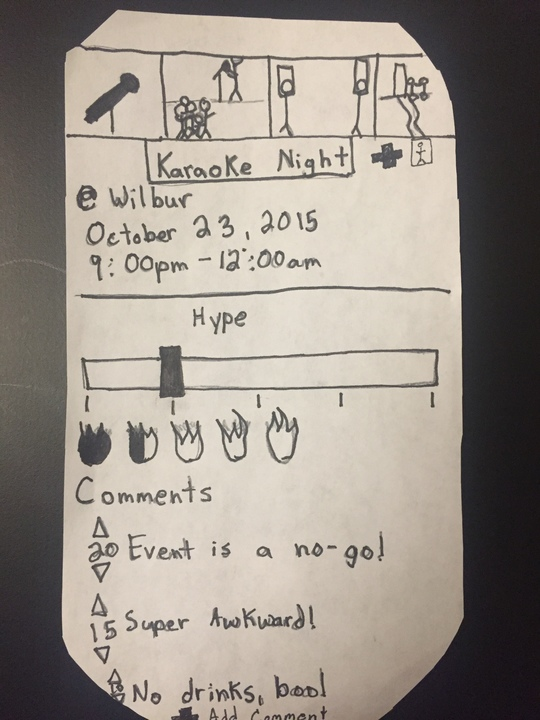 Karaoke Night
@ Wilbur
October 23, 2015
9:00pm - 12:00am
Hype
Comments
20 Event is a no-go!
15 Super Awkward!
No drinks, boo!
Add Comment